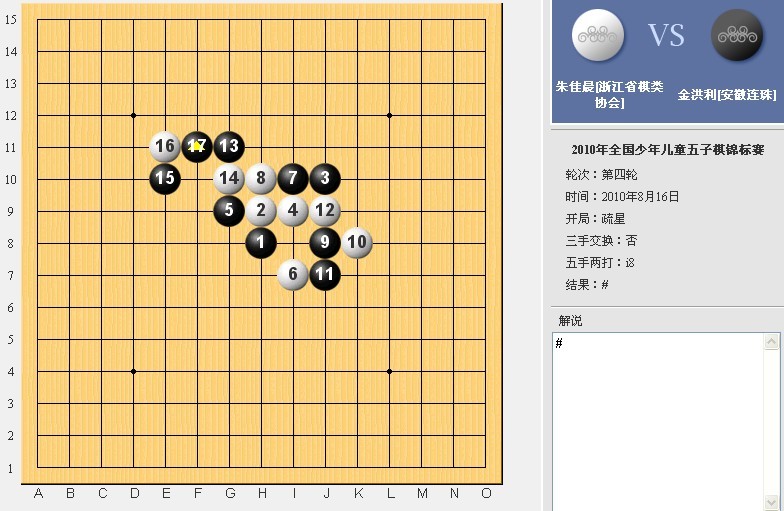 15
VS
14
13
朱佳晨[浙江省棋类
协会]
金洪利[安徽连珠]
12
2010年全国少年儿童五子棋锦标赛
11 16 17 13
轮次：第四轮
10 15 14 8 7 3
时间：2010年8月16日
9 5 2 4 12
开局：疏星
8 1 9 10
三手交换：否
7 6 11
五手两打：i8
结果：#
6
5
解说
4
#
3
2
1
A B C D E F G H I J K L M N O